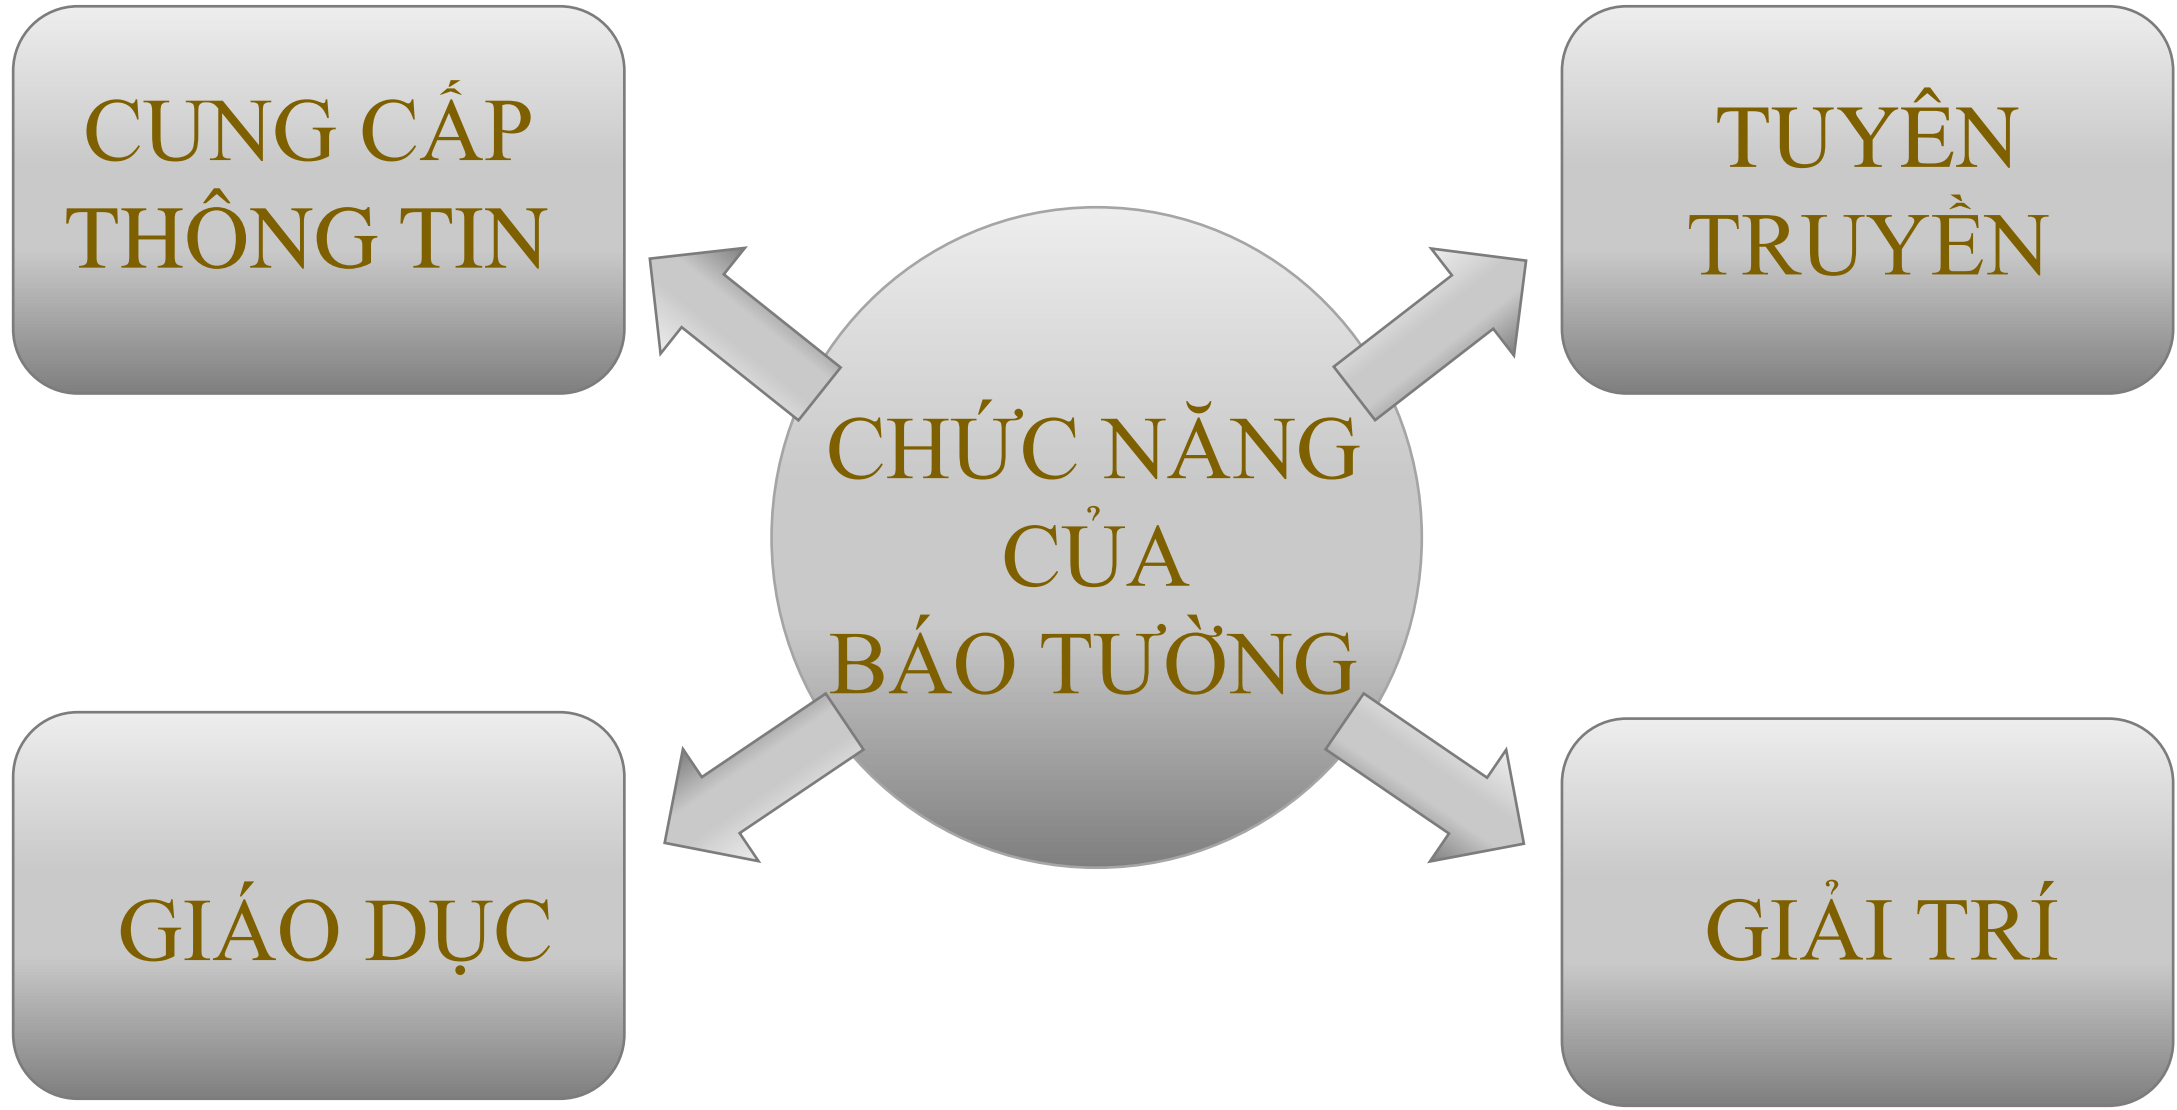 CUNG CẤP
THÔNG TIN
TUYÊN
TRUYỀN
CHỨC NĂNG
CỦA
BÁO TƯỜNG
GIÁO DỤC
GIẢI TRÍ